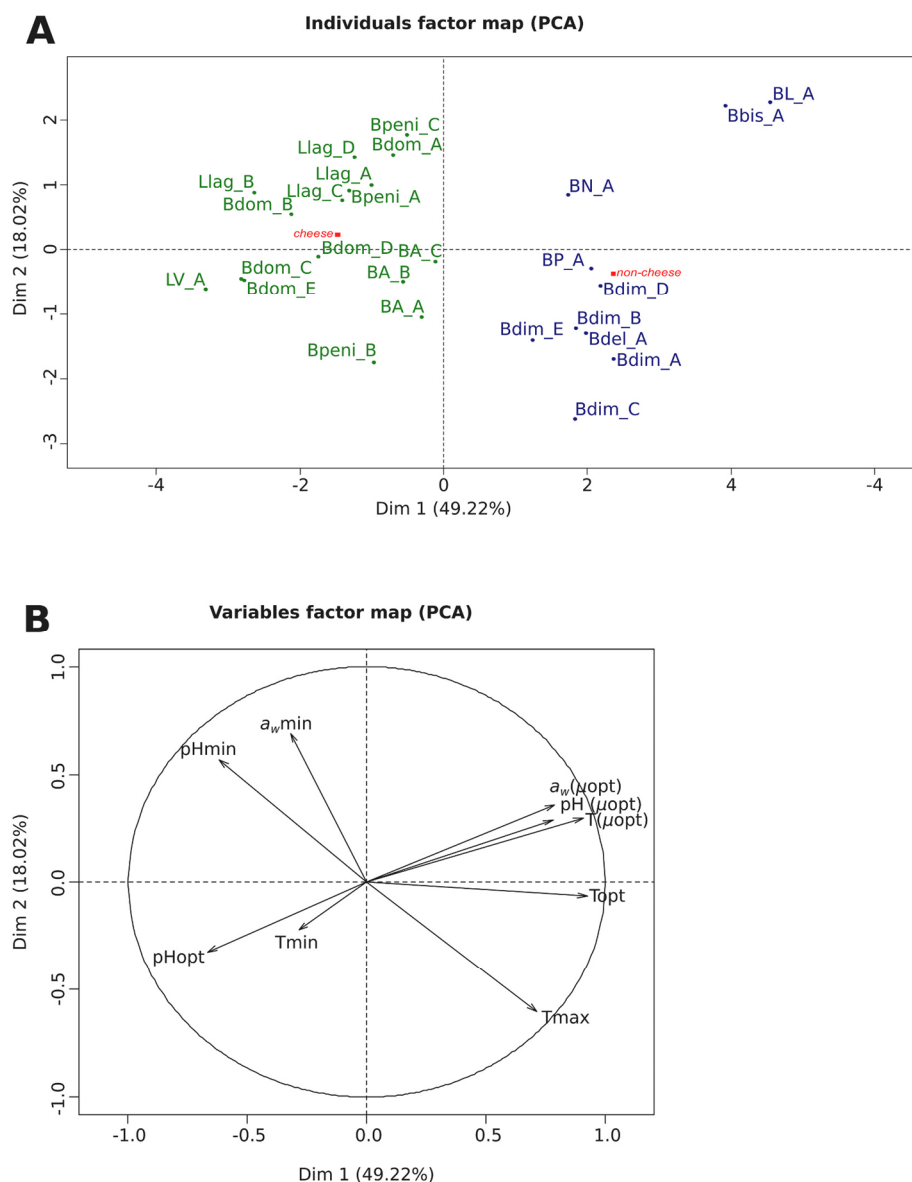 A
Individuals factor map (PCA)
Dim 2 (18.02%)
2
1
0
-1
-2
-3
BL_A
Bbis_A
Bpeni_C
Bdom_A
Llag_D
Llag_A
Llag_B
Llag_C
Bpeni_A
BN_A
Bdom_B
cheese
Bdom_D
BA_C
BP_A
non-cheese
LV_A
Bdom_C
BA_B
Bdom_E
Bdim_D
BA_A
Bdim_E
Bdim_B
Bdel_A
Bpeni_B
Bdim_A
Bdim_C
-4
-2
0
2
4
-4
Dim 1 (49.22%)
B
Variables factor map (PCA)
Dim 2 (18.02%)
1.0
0.5
0.0
-0.5
-1.0
awmin
pHmin
aw(μopt)
pH (μopt)
T(μopt)
Topt
pHopt
Tmin
Tmax
-1.0
-0.5
0.0
0.5
1.0
Dim 1 (49.22%)